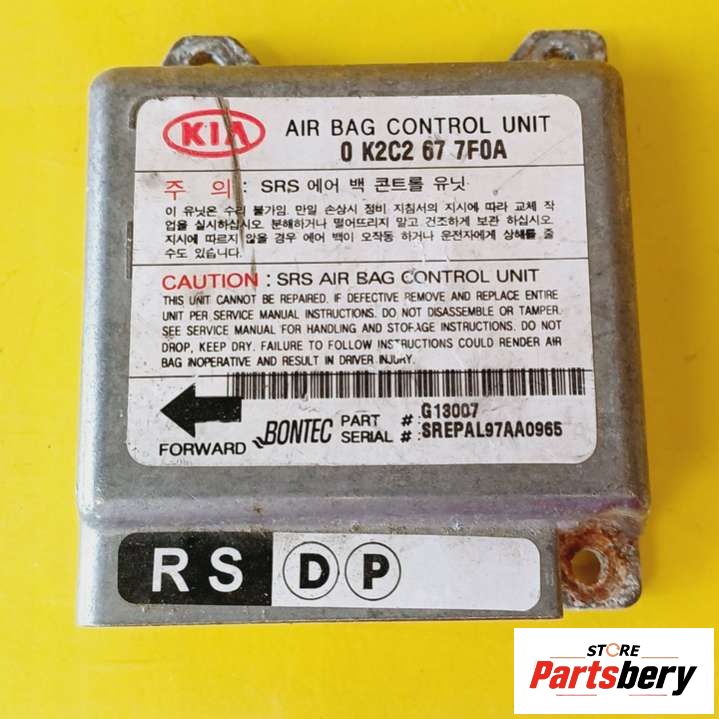 KIA AIR BAG CONTROL UNIT
0 K2C2 67 7F0A
주 의 : SRS 에어 백 콘트롤 유닛
이 유닛은 수리 불가임. 만일 손상시 정비 지침서의 지시에 따라 교체 작
업을 실시하십시오. 분해하거나 떨어뜨리지 말고 건조하게 보관 하십시오.
지시에 따르지 않을 경우 에어 백이 오작동 하거나 운전자에게 상해를 줄
수도 있습니다.
CAUTION : SRS AIR BAG CONTROL UNIT
THIS UNIT CANNOT BE REPAIRED. IF DEFECTIVE REMOVE AND REPLACE ENTIRE
UNIT PER SERVICE MANUAL INSTRUCTIONS. DO NOT DISASSEMBLE OR TAMPER.
SEE SERVICE MANUAL FOR HANDLING AND STORAGE INSTRUCTIONS. DO NOT
DROP, KEEP DRY. FAILURE TO FOLLOW INSTRUCTIONS COULD RENDER AIR
BAG INOPERATIVE AND RESULT IN DRIVER INJURY.
FORWARD BONTEC PART #: G13007
SERIAL #: SREPAL97AA0965
R S D P
STORE
Partsbery